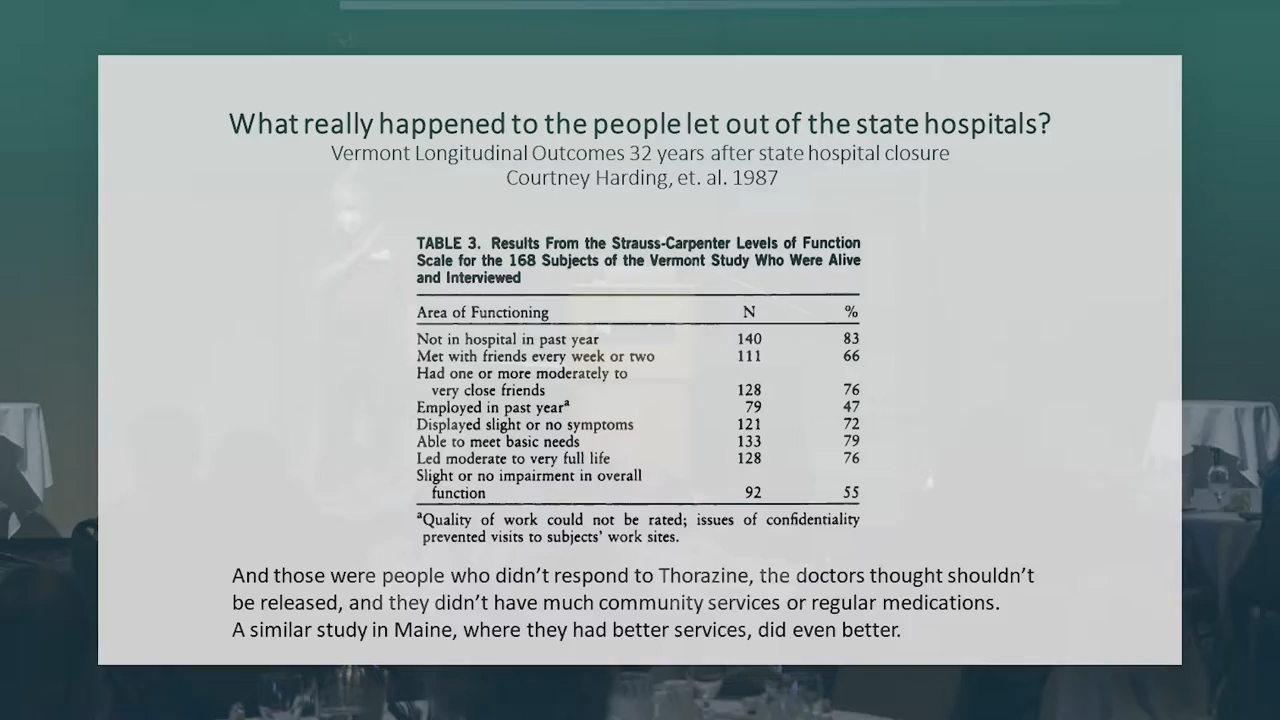 What really happened to the people let out of the state hospitals?
Vermont Longitudinal Outcomes 32 years after state hospital closure
Courtney Harding, et. al. 1987
TABLE 3. Results From the Strauss-Carpenter Levels of Function
Scale for the 168 Subjects of the Vermont Study Who Were Alive
and Interviewed
Area of Functioning N %
Not in hospital in past year 140 83
Met with friends every week or two 111 66
Had one or more moderately to
very close friends 128 76
Employed in past yearᵃ 79 47
Displayed slight or no symptoms 121 72
Able to meet basic needs 133 79
Led moderate to very full life 128 76
Slight or no impairment in overall
function 92 55
ᵃQuality of work could not be rated; issues of confidentiality
prevented visits to subjects' work sites.
And those were people who didn't respond to Thorazine, the doctors thought shouldn't
be released, and they didn't have much community services or regular medications.
A similar study in Maine, where they had better services, did even better.